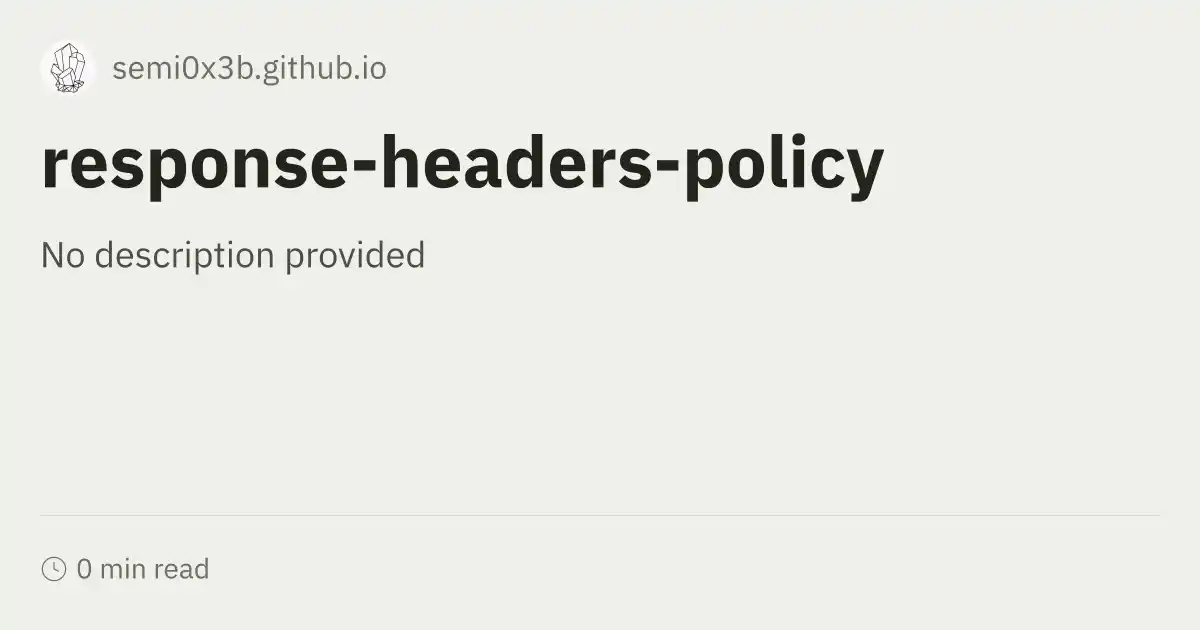 semi0x3b.github.io
response-headers-policy
No description provided
0 min read